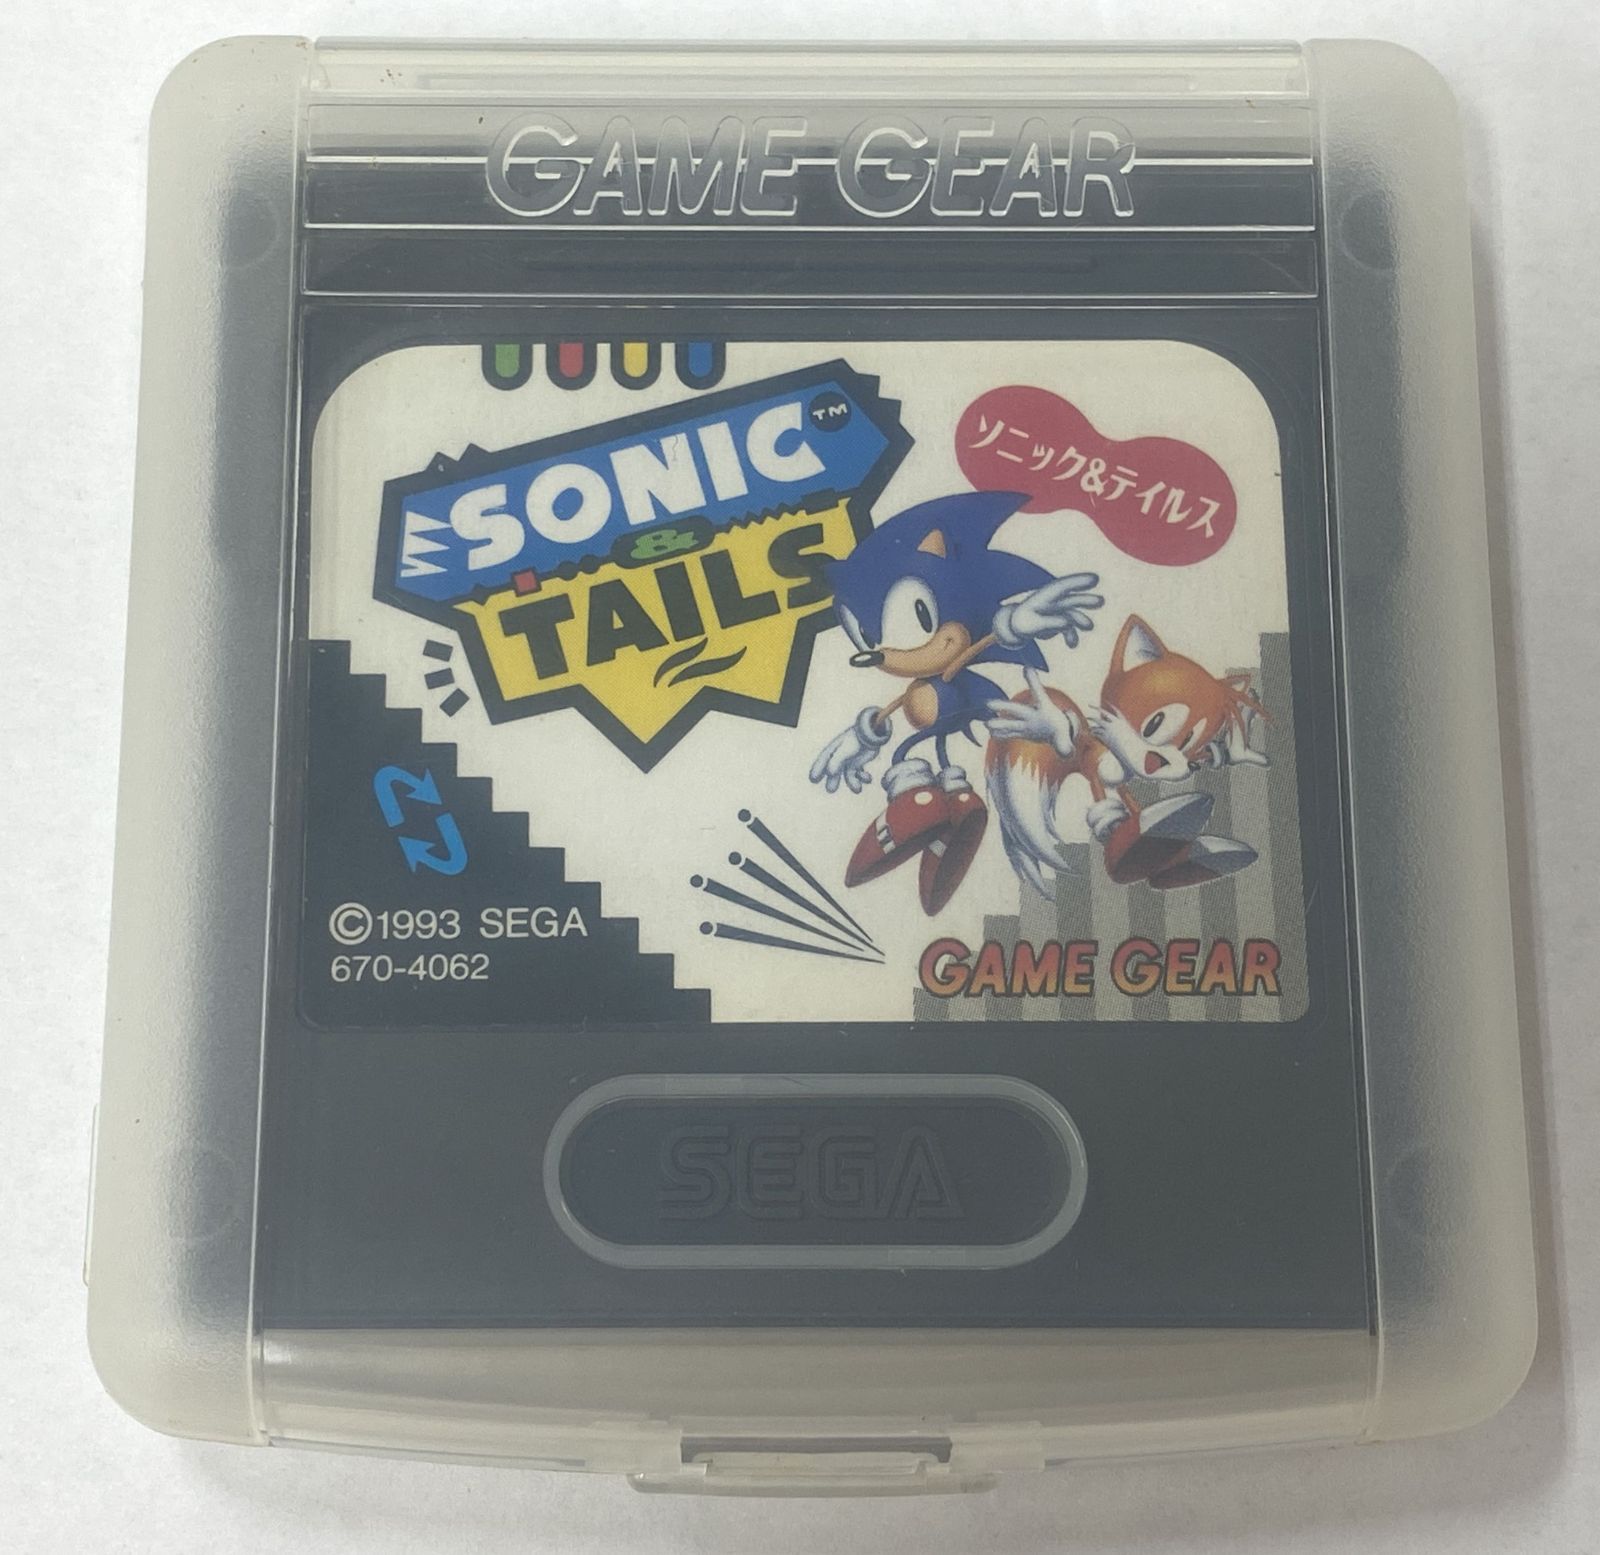 GAME GEAR
SONIC™
&
TAILS
ソニック&テイルス
©1993 SEGA
670-4062
GAME GEAR
SEGA